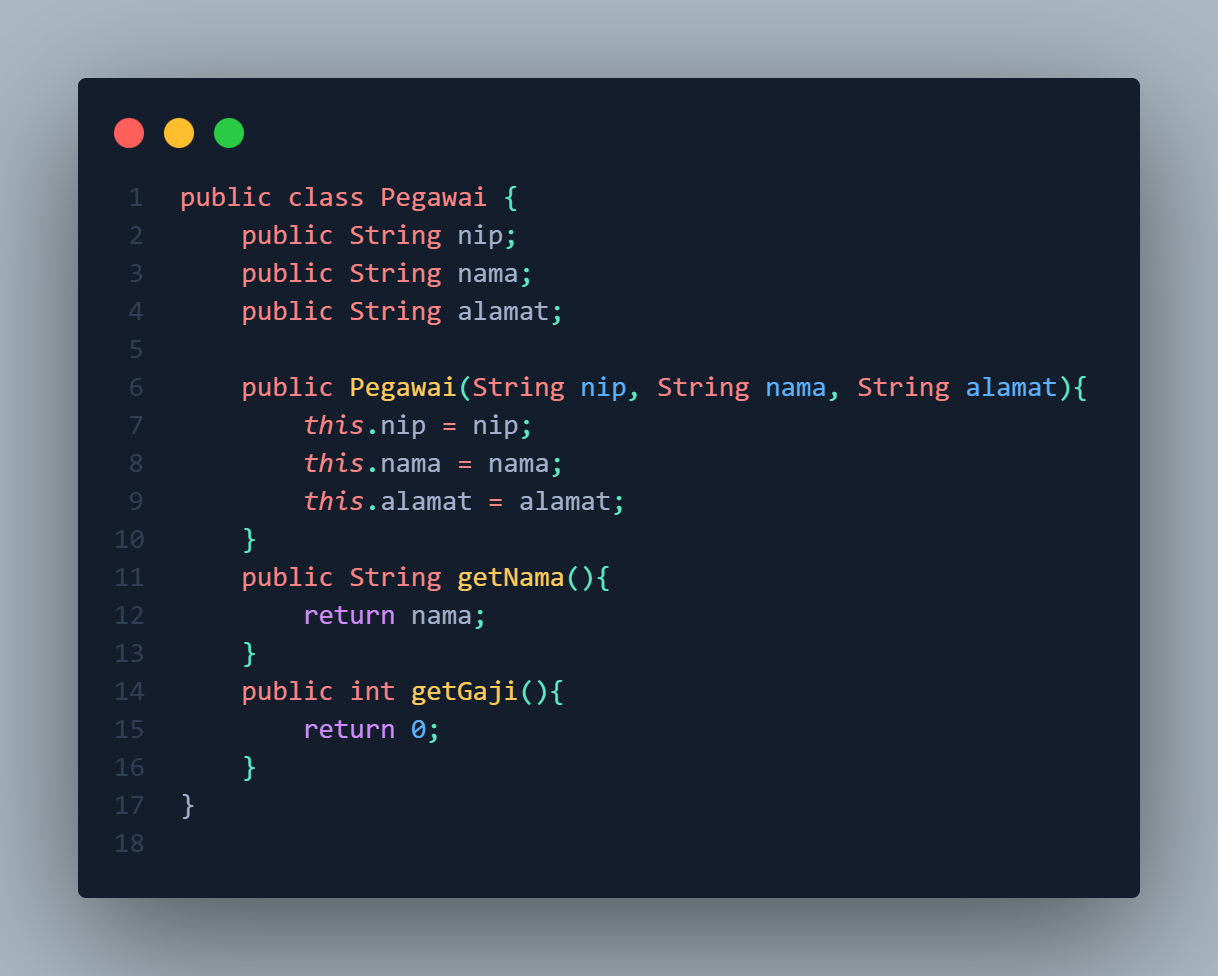 1 public class Pegawai {
2     public String nip;
3     public String nama;
4     public String alamat;
5
6     public Pegawai(String nip, String nama, String alamat){
7         this.nip = nip;
8         this.nama = nama;
9         this.alamat = alamat;
10     }
11     public String getNama(){
12         return nama;
13     }
14     public int getGaji(){
15         return 0;
16     }
17 }
18